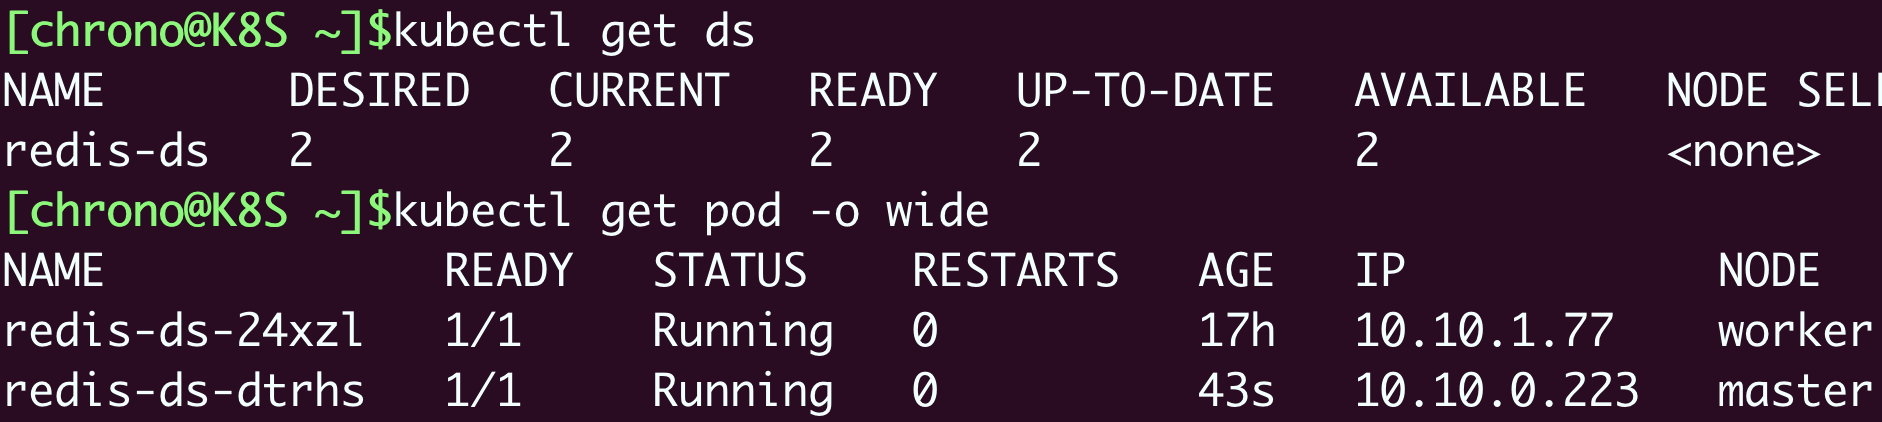 [chrono@K8S ~]$kubectl get ds
NAME       DESIRED   CURRENT   READY   UP-TO-DATE   AVAILABLE   NODE SEL
redis-ds   2         2         2       2            2           <none>
[chrono@K8S ~]$kubectl get pod -o wide
NAME             READY   STATUS    RESTARTS   AGE   IP            NODE
redis-ds-24xzl   1/1     Running   0          17h   10.10.1.77    worker
redis-ds-dtrhs   1/1     Running   0          43s   10.10.0.223   master